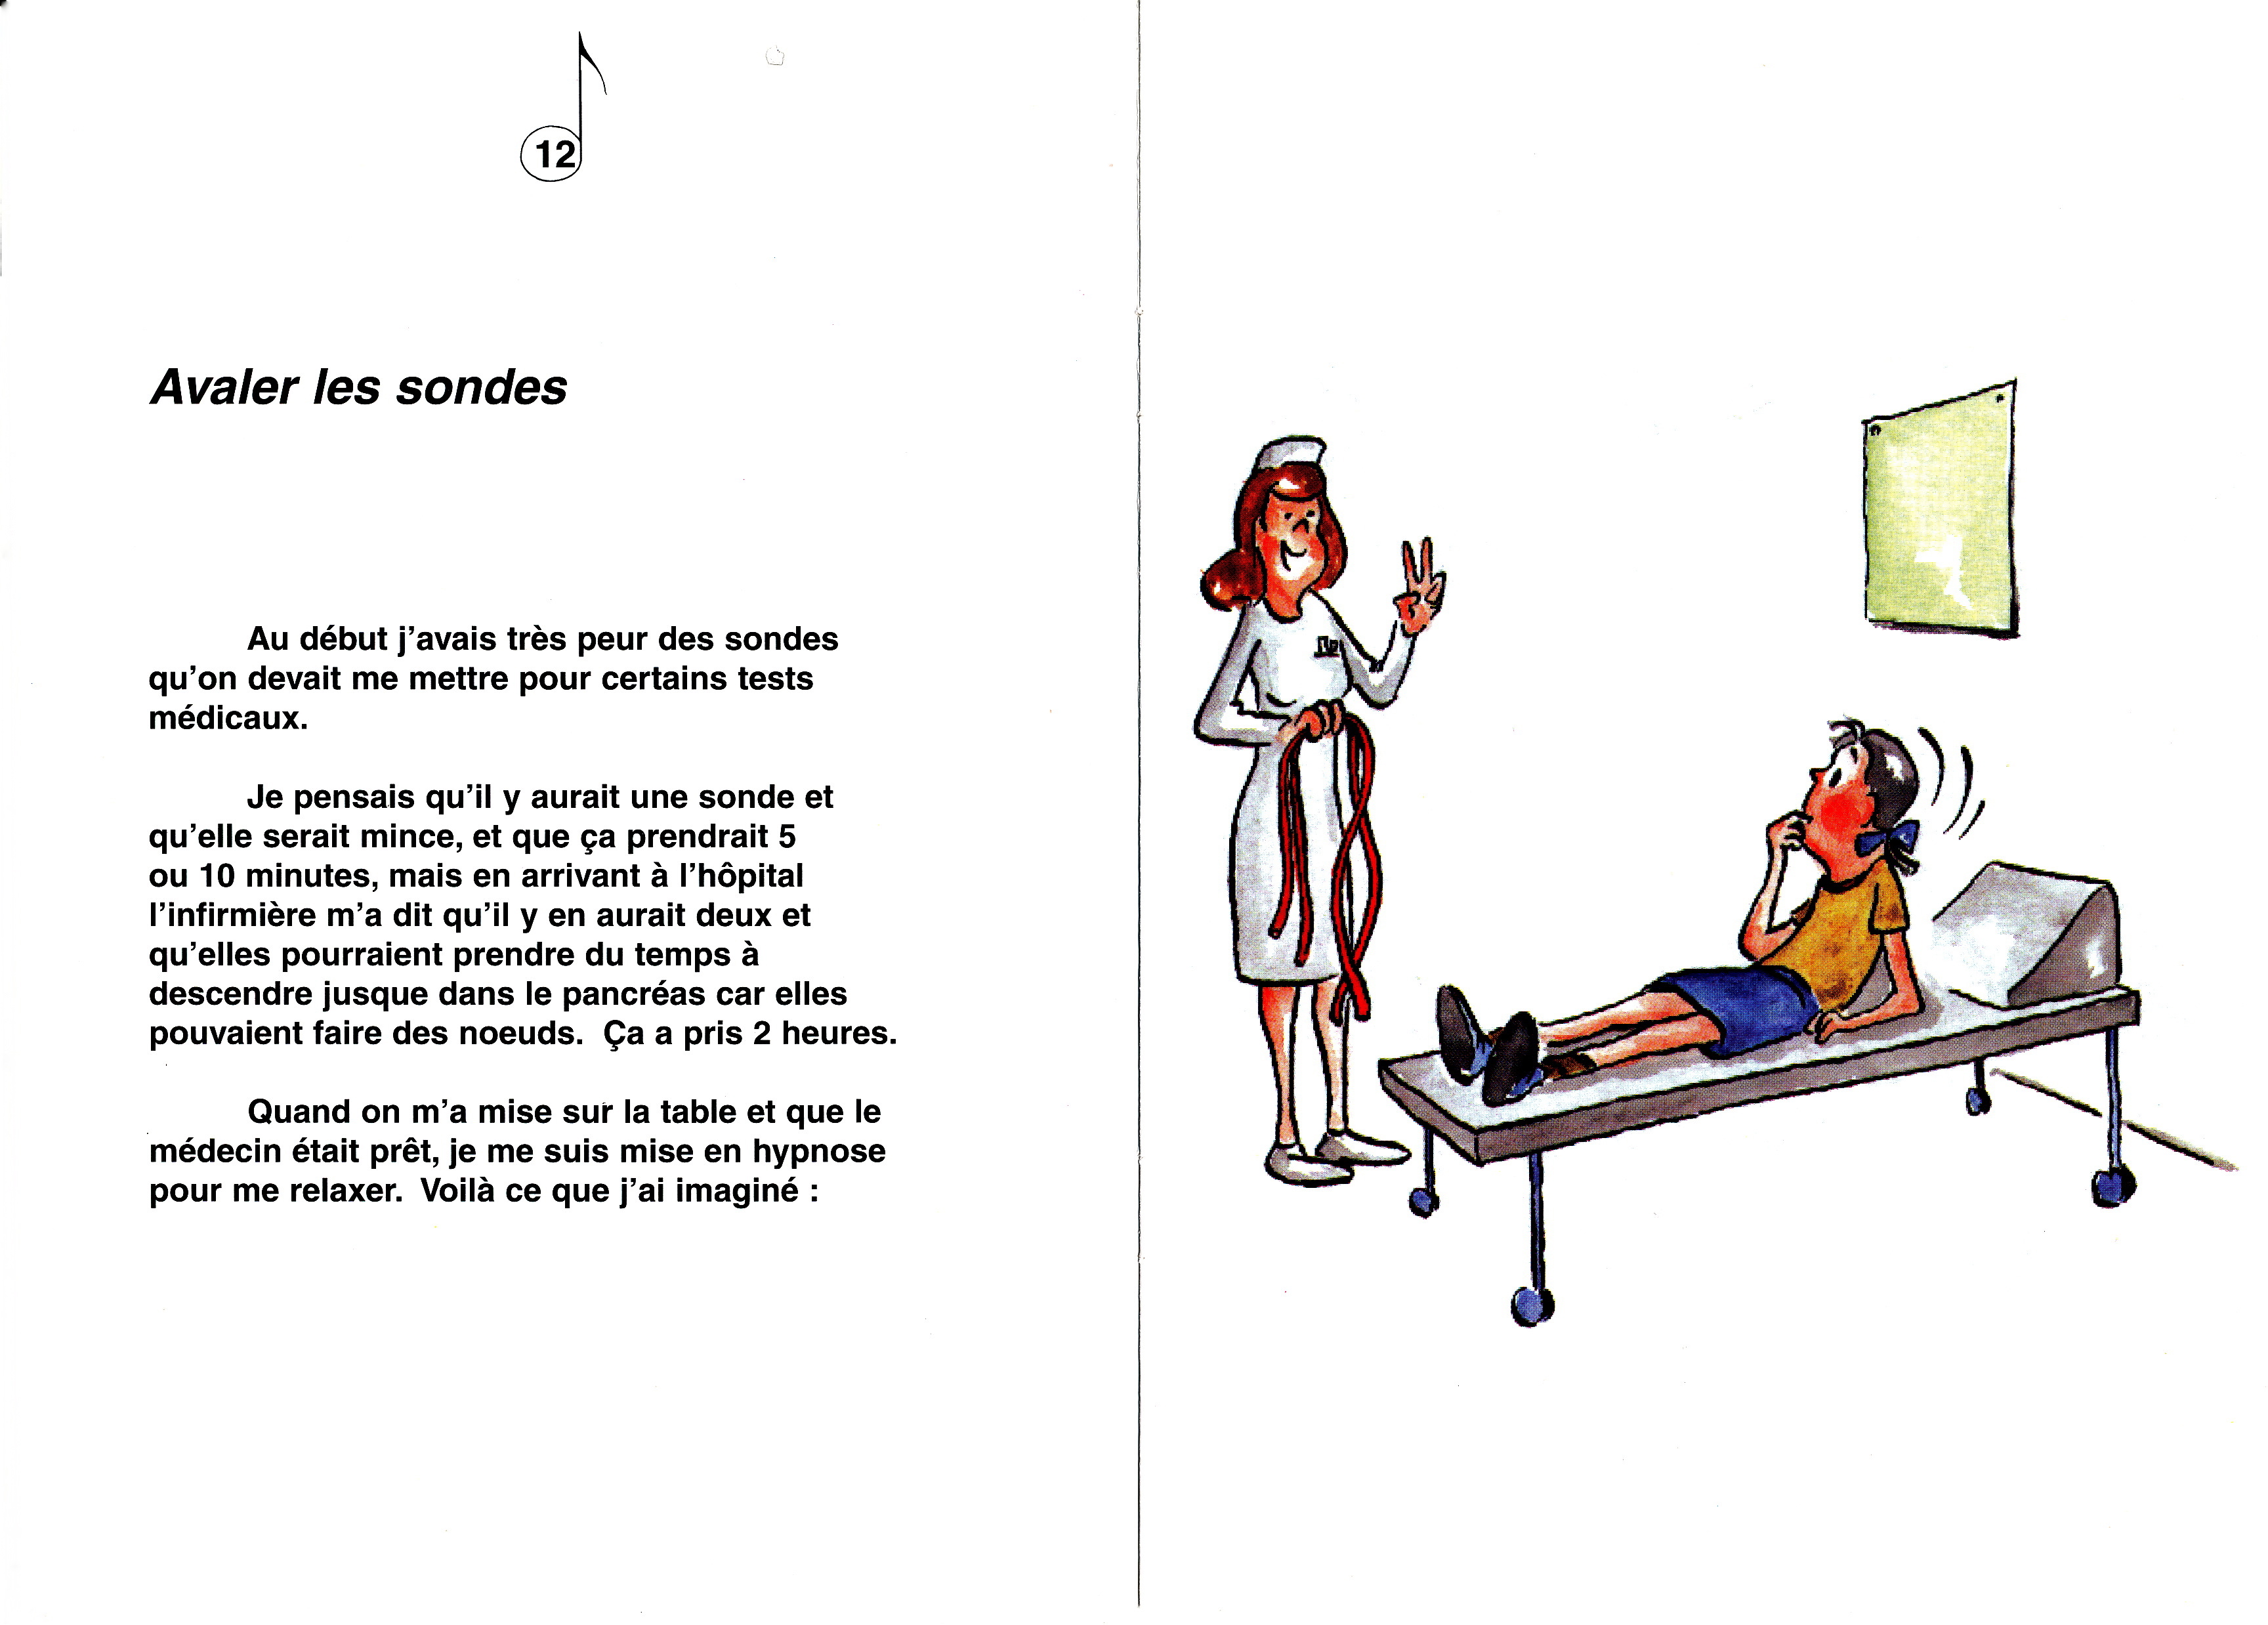 12
Avaler les sondes
Au début j'avais très peur des sondes
qu'on devait me mettre pour certains tests
médicaux.
Je pensais qu'il y aurait une sonde et
qu'elle serait mince, et que ça prendrait 5
ou 10 minutes, mais en arrivant à l'hôpital
l'infirmière m'a dit qu'il y en aurait deux et
qu'elles pourraient prendre du temps à
descendre jusque dans le pancréas car elles
pouvaient faire des noeuds.  Ça a pris 2 heures.
Quand on m'a mise sur la table et que le
médecin était prêt, je me suis mise en hypnose
pour me relaxer.  Voilà ce que j'ai imaginé :